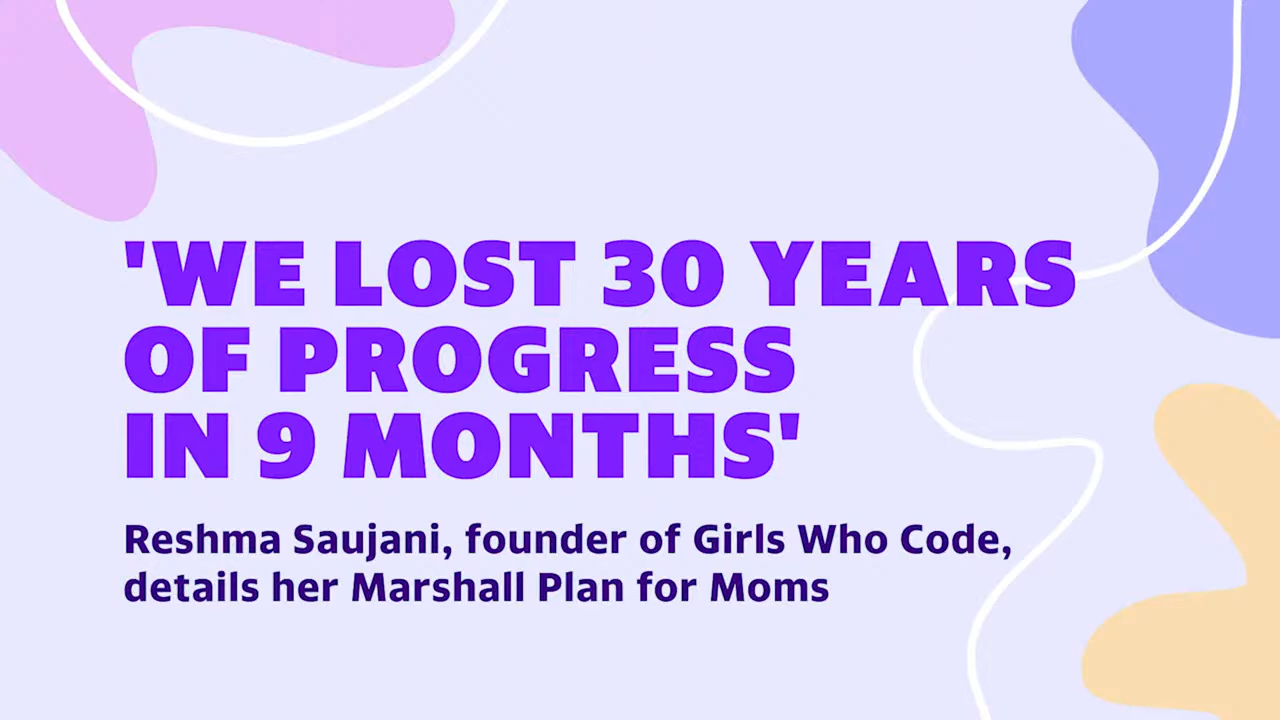 'WE LOST 30 YEARS
OF PROGRESS
IN 9 MONTHS'
Reshma Saujani, founder of Girls Who Code,
details her Marshall Plan for Moms